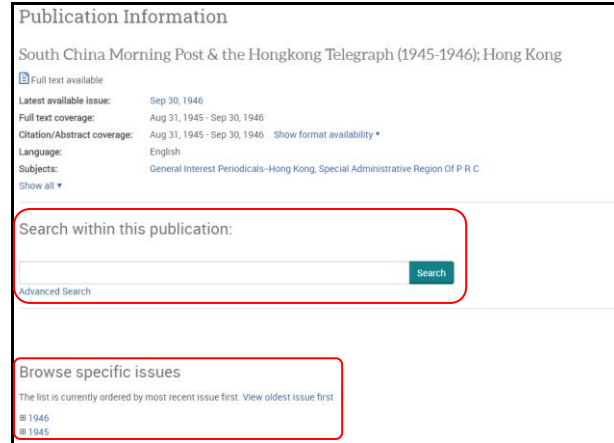 Publication Information
South China Morning Post & the Hongkong Telegraph (1945-1946); Hong Kong
Full text available
Latest available issue: Sep 30, 1946
Full text coverage: Aug 31, 1945 - Sep 30, 1946
Citation/Abstract coverage: Aug 31, 1945 - Sep 30, 1946 Show format availability
Language: English
Subjects: General Interest Periodicals--Hong Kong, Special Administrative Region Of P R C
Show all
Search within this publication:
Search
Advanced Search
Browse specific issues
The list is currently ordered by most recent issue first. View oldest issue first
1946
1945